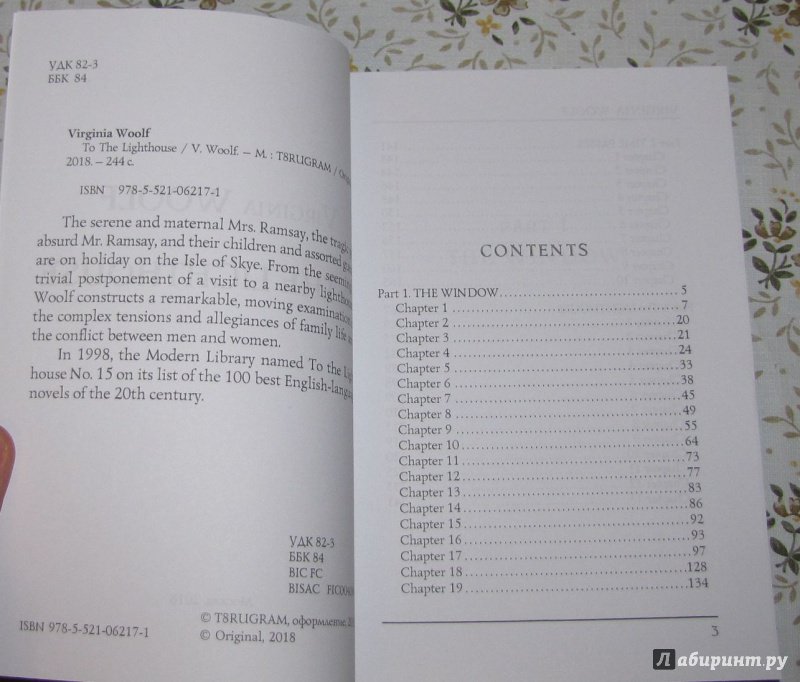 УДК 82-3
ББК 84
Virginia Woolf
To The Lighthouse / V. Woolf. – М. : T8RUGRAM /
2018. – 244 с.
ISBN 978-5-521-06217-1
The serene and maternal Mrs. Ramsay, the tragic
absurd Mr. Ramsay, and their children and assorted
are on holiday on the Isle of Skye. From the seemin
trivial postponement of a visit to a nearby lighthou
Woolf constructs a remarkable, moving examination
the complex tensions and allegiances of family life
the conflict between men and women.
In 1998, the Modern Library named To the Lig
house No. 15 on its list of the 100 best English-langu
novels of the 20th century.
УДК 82-3
ББК 84
BIC FC
BISAC
ISBN 978-5-521-06217-1
© T8RUGRAM, оформление,
© Original, 2018
CONTENTS
Part 1. THE WINDOW 5
Chapter 1 7
Chapter 2 20
Chapter 3 21
Chapter 4 24
Chapter 5 33
Chapter 6 38
Chapter 7 45
Chapter 8 49
Chapter 9 55
Chapter 10 64
Chapter 11 73
Chapter 12 77
Chapter 13 83
Chapter 14 86
Chapter 15 92
Chapter 16 93
Chapter 17 97
Chapter 18 128
Chapter 19 134
3
Лабиринт.ру